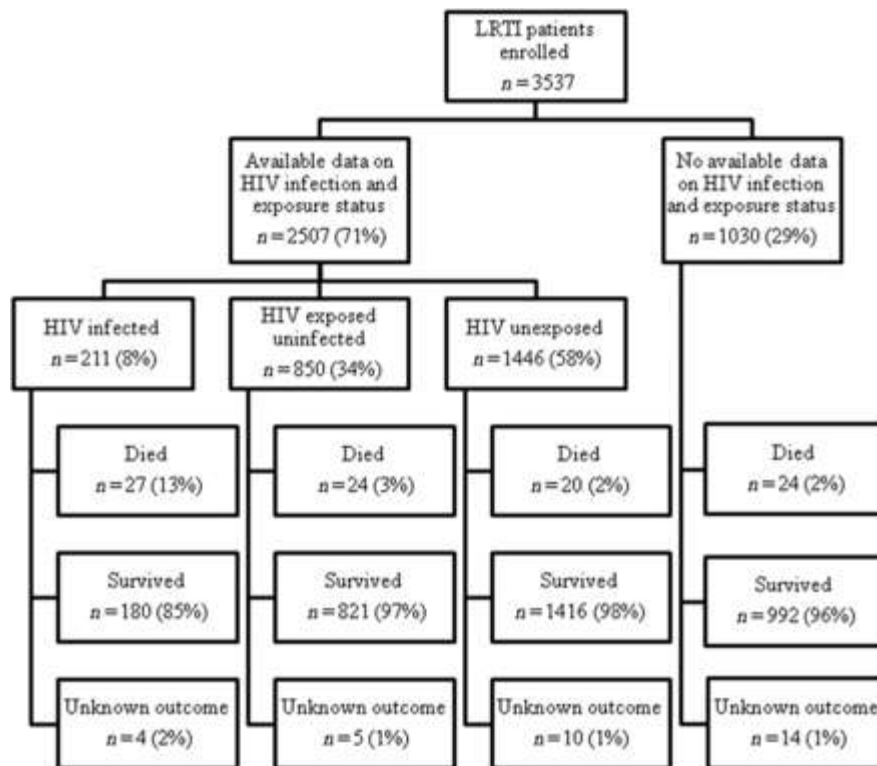 LRTI patients
enrolled
n=3537
Available data on
HIV infection and
exposure status
n=2507 (71%)
No available data
on HIV infection
and exposure status
n=1030 (29%)
HIV infected
n=211 (8%)
HIV exposed
uninfected
n=850 (34%)
HIV unexposed
n=1446 (58%)
Died
n=27 (13%)
Died
n=24 (3%)
Died
n=20 (2%)
Died
n=24 (2%)
Survived
n=180 (85%)
Survived
n=821 (97%)
Survived
n=1416 (98%)
Survived
n=992 (96%)
Unknown outcome
n=4 (2%)
Unknown outcome
n=5 (1%)
Unknown outcome
n=10 (1%)
Unknown outcome
n=14 (1%)